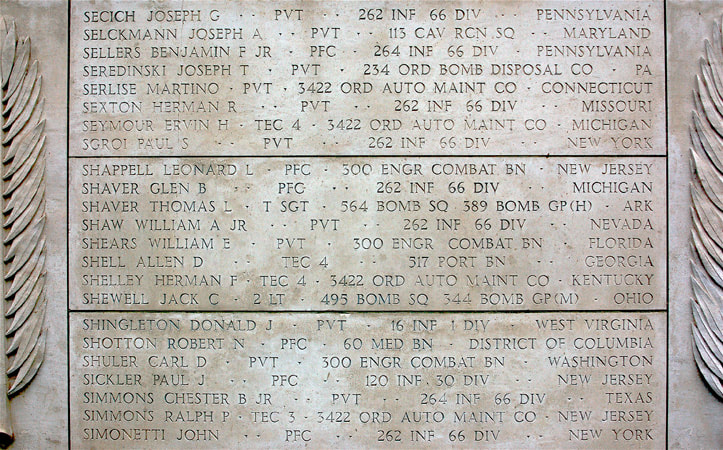 SECICH JOSEPH G · PVT · 262 INF 66 DIV · PENNSYLVANIA
SELCKMANN JOSEPH A · PVT · 113 CAV RCN SQ · MARYLAND
SELLERS BENJAMIN F JR · PFC · 264 INF 66 DIV · PENNSYLVANIA
SEREDINSKI JOSEPH T · PVT · 234 ORD BOMB DISPOSAL CO · PA
SERLISE MARTINO · PVT · 3422 ORD AUTO MAINT CO · CONNECTICUT
SEXTON HERMAN R · PVT · 262 INF 66 DIV · MISSOURI
SEYMOUR ERVIN H · TEC 4 · 3422 ORD AUTO MAINT CO · MICHIGAN
SGROI PAUL S · PVT · 262 INF 66 DIV · NEW YORK
SHAPPELL LEONARD L · PFC · 300 ENGR COMBAT BN · NEW JERSEY
SHAVER GLEN B · PFC · 262 INF 66 DIV · MICHIGAN
SHAVER THOMAS L · T SGT · 564 BOMB SQ 389 BOMB GP(H) · ARK
SHAW WILLIAM A JR · PVT · 262 INF 66 DIV · NEVADA
SHEARS WILLIAM E · PVT · 300 ENGR COMBAT BN · FLORIDA
SHELL ALLEN D · TEC 4 · 517 PORT BN · GEORGIA
SHELLEY HERMAN F · TEC 4 · 3422 ORD AUTO MAINT CO · KENTUCKY
SHEWELL JACK C · 2 LT · 495 BOMB SQ 344 BOMB GP(M) · OHIO
SHINGLETON DONALD J · PVT · 16 INF 1 DIV · WEST VIRGINIA
SHOTTON ROBERT N · PFC · 60 MED BN · DISTRICT OF COLUMBIA
SHULER CARL D · PVT · 300 ENGR COMBAT BN · WASHINGTON
SICKLER PAUL J · PFC · 120 INF 30 DIV · NEW JERSEY
SIMMONS CHESTER B JR · PVT · 264 INF 66 DIV · TEXAS
SIMMONS RALPH P · TEC 3 · 3422 ORD AUTO MAINT CO · NEW JERSEY
SIMONETTI JOHN · PFC · 262 INF 66 DIV · NEW YORK